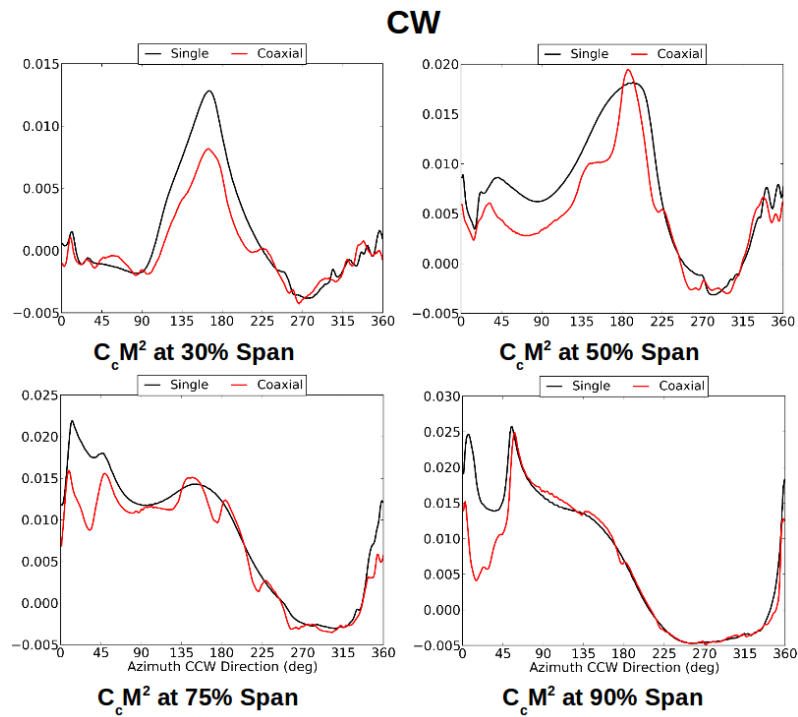 CW
Single Coaxial
0.015
0.010
0.005
0.000
−0.005
0 45 90 135 180 225 270 315 360
CcM² at 30% Span
Single Coaxial
0.020
0.015
0.010
0.005
0.000
−0.005
0 45 90 135 180 225 270 315 360
CcM² at 50% Span
Single Coaxial
0.025
0.020
0.015
0.010
0.005
0.000
−0.005
0 45 90 135 180 225 270 315 360
Azimuth CCW Direction (deg)
CcM² at 75% Span
Single Coaxial
0.030
0.025
0.020
0.015
0.010
0.005
0.000
−0.005
0 45 90 135 180 225 270 315 360
Azimuth CCW Direction (deg)
CcM² at 90% Span